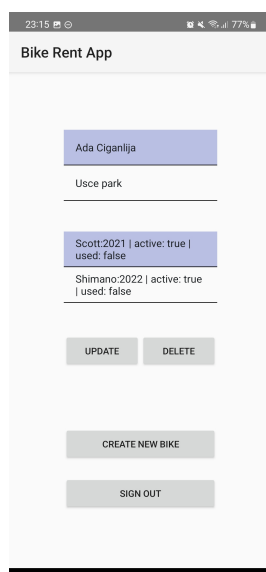 23:15 77%
Bike Rent App
Ada Ciganlija
Usce park
Scott:2021 | active: true |
used: false
Shimano:2022 | active: true
| used: false
UPDATE DELETE
CREATE NEW BIKE
SIGN OUT